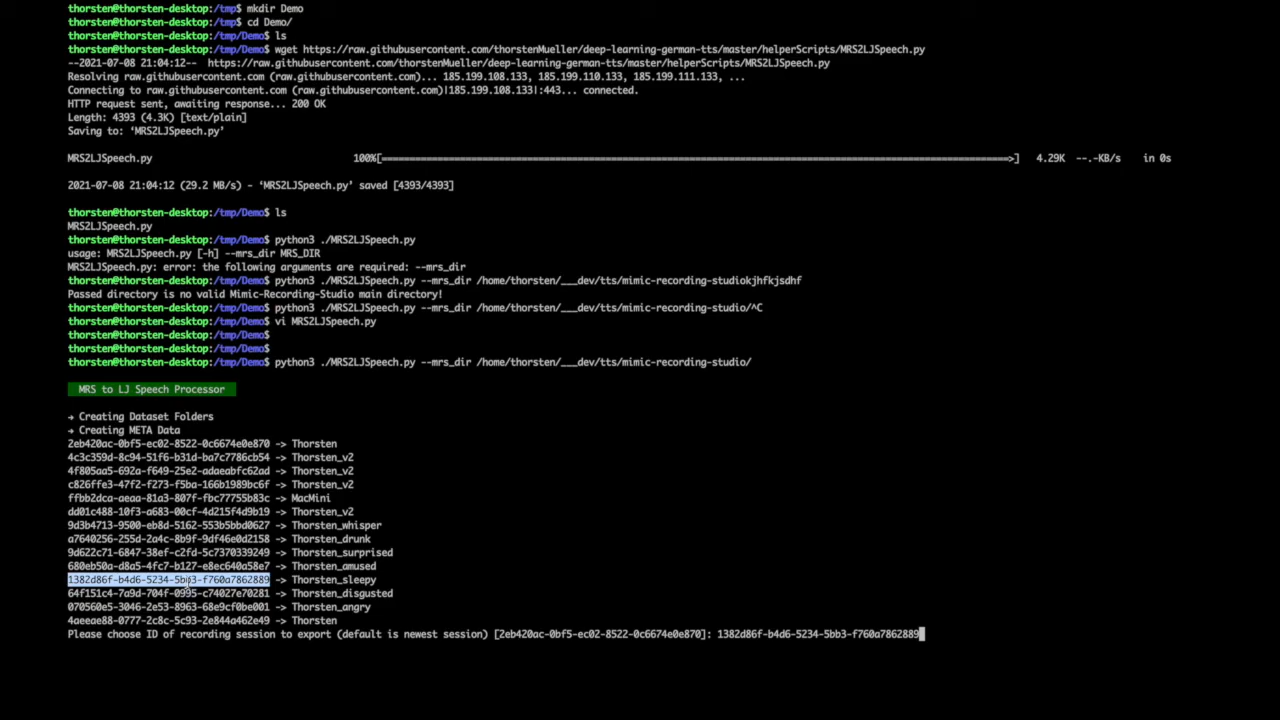 thorsten@thorsten-desktop:/tmp$ mkdir Demo
thorsten@thorsten-desktop:/tmp$ cd Demo/
thorsten@thorsten-desktop:/tmp/Demo$ ls
thorsten@thorsten-desktop:/tmp/Demo$ wget https://raw.githubusercontent.com/thorstenMueller/deep-learning-german-tts/master/helperScripts/MRS2LJSpeech.py
--2021-07-08 21:04:12--  https://raw.githubusercontent.com/thorstenMueller/deep-learning-german-tts/master/helperScripts/MRS2LJSpeech.py
Resolving raw.githubusercontent.com (raw.githubusercontent.com)... 185.199.108.133, 185.199.110.133, 185.199.111.133, ...
Connecting to raw.githubusercontent.com (raw.githubusercontent.com)|185.199.108.133|:443... connected.
HTTP request sent, awaiting response... 200 OK
Length: 4393 (4.3K) [text/plain]
Saving to: ‘MRS2LJSpeech.py’
MRS2LJSpeech.py 100%[=====================================================================================================================>] 4.29K --.-KB/s in 0s
2021-07-08 21:04:12 (29.2 MB/s) - ‘MRS2LJSpeech.py’ saved [4393/4393]
thorsten@thorsten-desktop:/tmp/Demo$ ls
MRS2LJSpeech.py
thorsten@thorsten-desktop:/tmp/Demo$ python3 ./MRS2LJSpeech.py
usage: MRS2LJSpeech.py [-h] --mrs_dir MRS_DIR
MRS2LJSpeech.py: error: the following arguments are required: --mrs_dir
thorsten@thorsten-desktop:/tmp/Demo$ python3 ./MRS2LJSpeech.py --mrs_dir /home/thorsten/___dev/tts/mimic-recording-studiokjhfkjsdhf
Passed directory is no valid Mimic-Recording-Studio main directory!
thorsten@thorsten-desktop:/tmp/Demo$ python3 ./MRS2LJSpeech.py --mrs_dir /home/thorsten/___dev/tts/mimic-recording-studio/^C
thorsten@thorsten-desktop:/tmp/Demo$ vi MRS2LJSpeech.py
thorsten@thorsten-desktop:/tmp/Demo$
thorsten@thorsten-desktop:/tmp/Demo$
thorsten@thorsten-desktop:/tmp/Demo$ python3 ./MRS2LJSpeech.py --mrs_dir /home/thorsten/___dev/tts/mimic-recording-studio/
MRS to LJ Speech Processor
→ Creating Dataset Folders
→ Creating META Data
2eb420ac-0bf5-ec02-8522-0c6674e0e870 -> Thorsten
4c3c359d-8c94-51f6-b31d-ba7c7786cb54 -> Thorsten_v2
4f805aa5-692a-f649-25e2-adaeabfc62ad -> Thorsten_v2
c826ffe3-47f2-f273-f5ba-166b1989bc6f -> Thorsten_v2
ffbb2dca-aeaa-81a3-807f-fbc77755b83c -> MacMini
dd01c488-10f3-a683-00cf-4d215f4d9b19 -> Thorsten_v2
9d3b4713-9500-eb8d-5162-553b5bbd0627 -> Thorsten_whisper
a7640256-255d-2a4c-8b9f-9df46e0d2158 -> Thorsten_drunk
9d622c71-6847-38ef-c2fd-5c7370339249 -> Thorsten_surprised
680eb50a-d8a5-4fc7-b127-e8ec640a58e7 -> Thorsten_amused
1382d86f-b4d6-5234-5bb3-f760a7862889 -> Thorsten_sleepy
64f151c4-7a9d-704f-0995-c74027e70281 -> Thorsten_disgusted
070560e5-3046-2e53-8963-68e9cf0be001 -> Thorsten_angry
4aeeae88-0777-2c8c-5c93-2e844a462e49 -> Thorsten
Please choose ID of recording session to export (default is newest session) [2eb420ac-0bf5-ec02-8522-0c6674e0e870]: 1382d86f-b4d6-5234-5bb3-f760a7862889